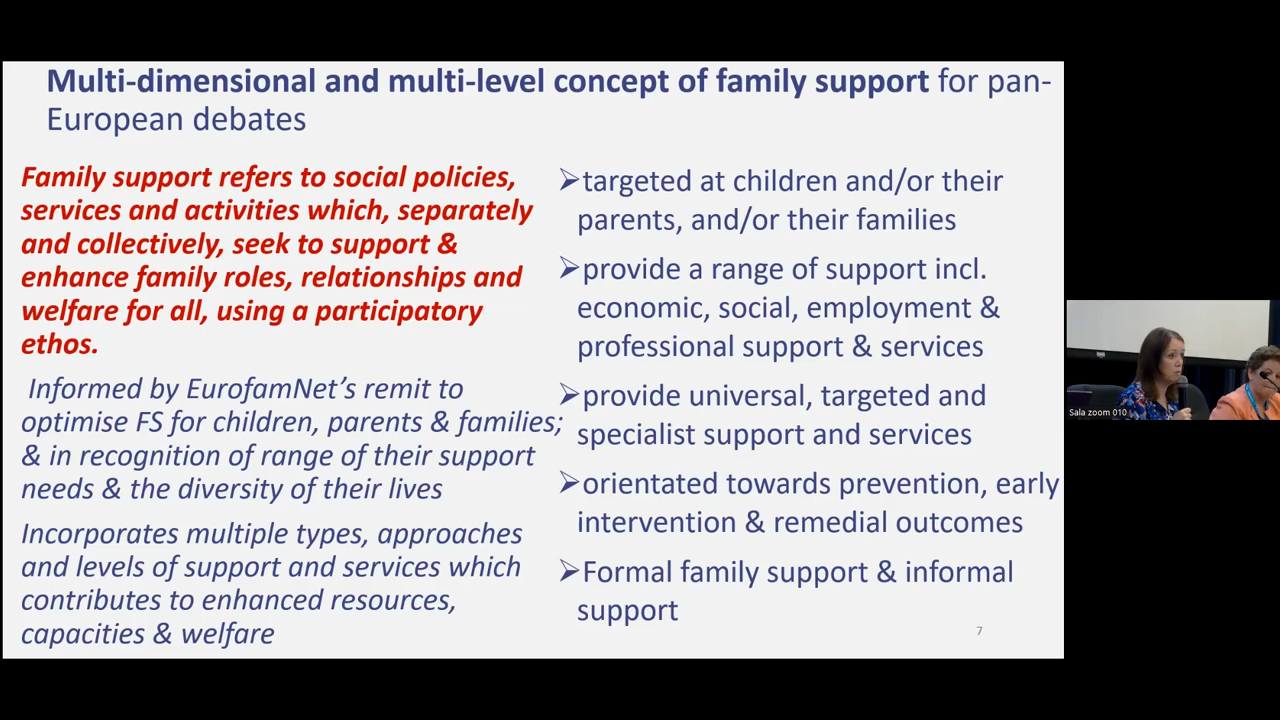 Multi-dimensional and multi-level concept of family support for pan-
European debates
Family support refers to social policies,
services and activities which, separately
and collectively, seek to support &
enhance family roles, relationships and
welfare for all, using a participatory
ethos.
Informed by EurofamNet's remit to
optimise FS for children, parents & families;
& in recognition of range of their support
needs & the diversity of their lives
Incorporates multiple types, approaches
and levels of support and services which
contributes to enhanced resources,
capacities & welfare
➢targeted at children and/or their
parents, and/or their families
➢provide a range of support incl.
economic, social, employment &
professional support & services
➢provide universal, targeted and
specialist support and services
➢orientated towards prevention, early
intervention & remedial outcomes
➢Formal family support & informal
support
7
Sala zoom 010